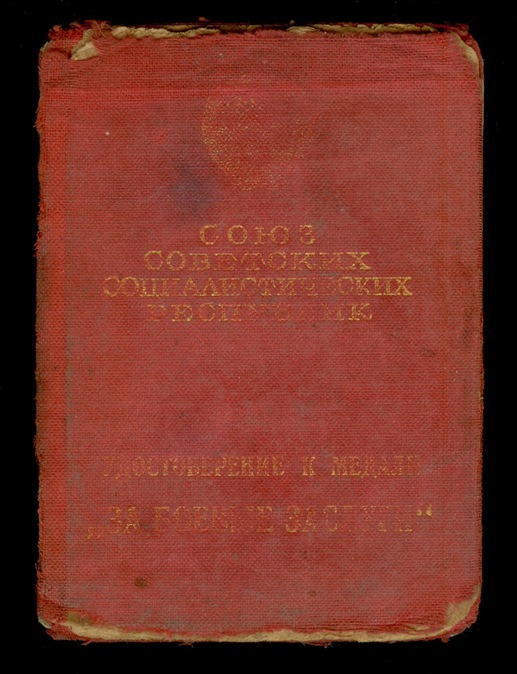 СОЮЗ
СОВЕТСКИХ
СОЦИАЛИСТИЧЕСКИХ
РЕСПУБЛИК
УДОСТОВЕРЕНИЕ К МЕДАЛИ
„ЗА БОЕВЫЕ ЗАСЛУГИ“